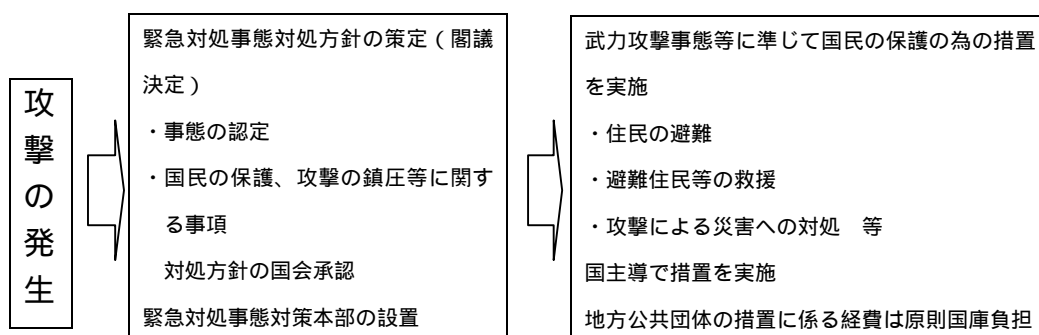 攻撃の発生
緊急対処事態対処方針の策定（閣議
決定）
・事態の認定
・国民の保護、攻撃の鎮圧等に関す
る事項
対処方針の国会承認
緊急対処事態対策本部の設置
武力攻撃事態等に準じて国民の保護の為の措置
を実施
・住民の避難
・避難住民等の救援
・攻撃による災害への対処　等
国主導で措置を実施
地方公共団体の措置に係る経費は原則国庫負担